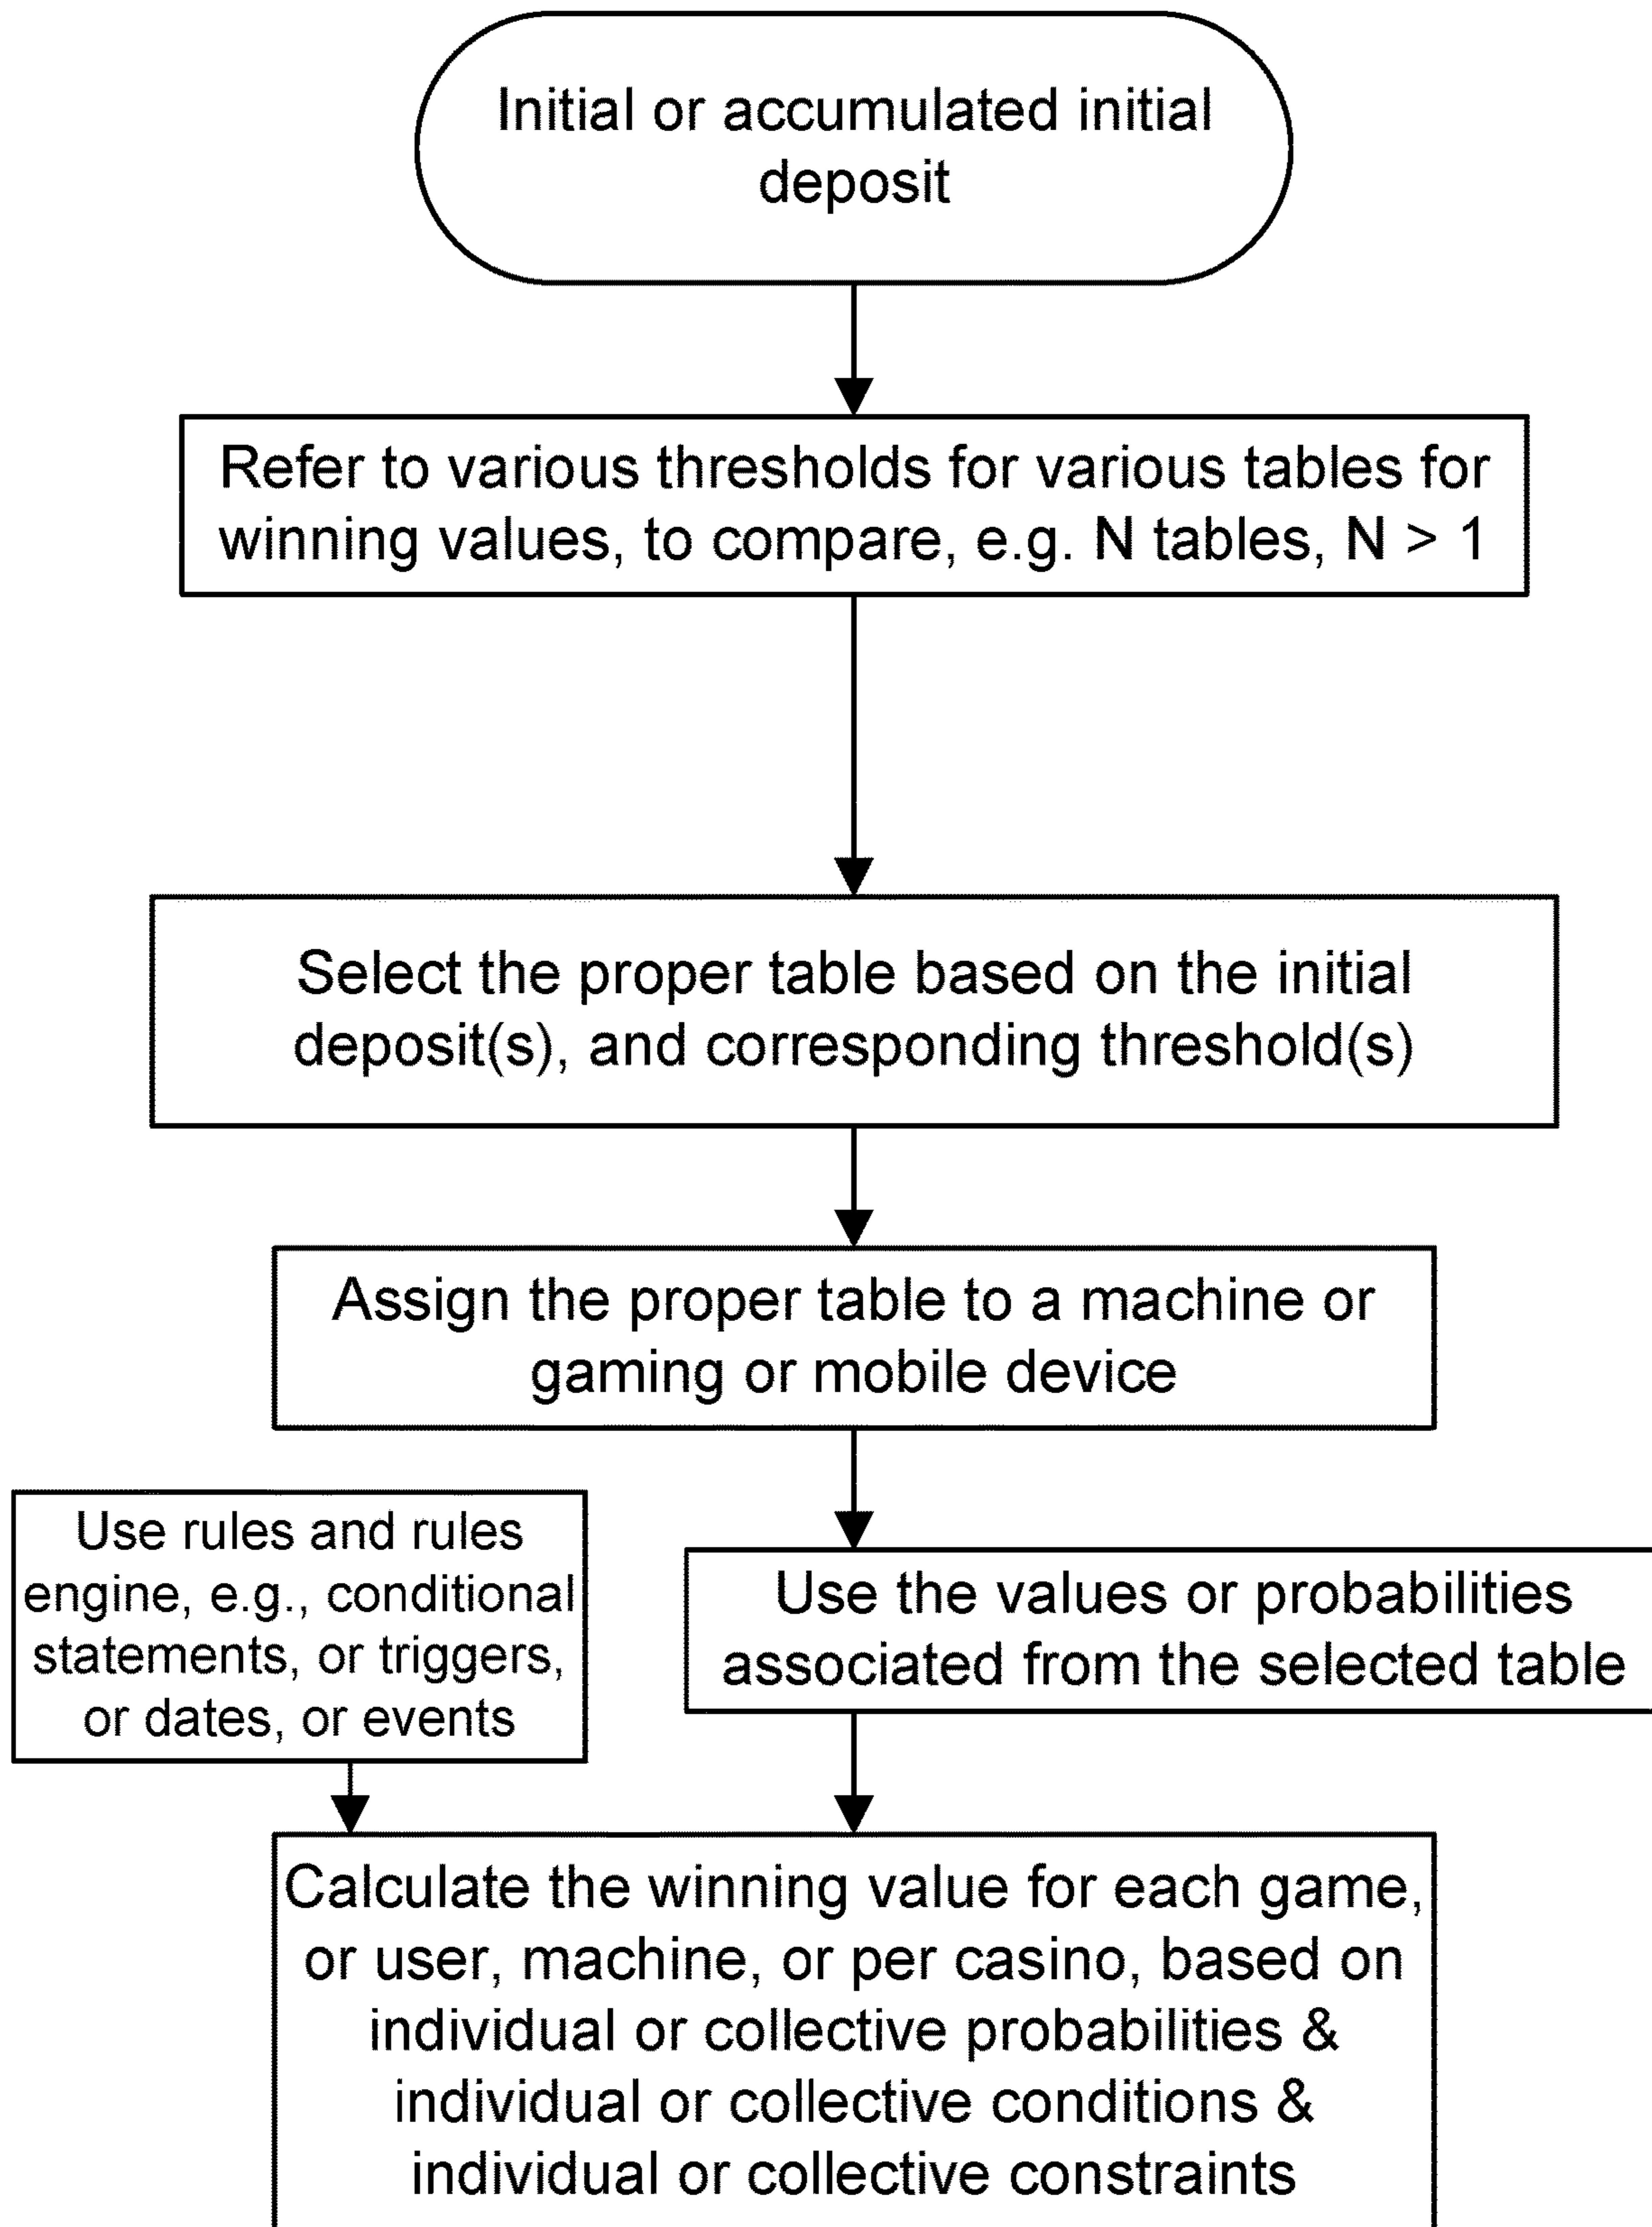 Initial or accumulated initial
deposit
Refer to various thresholds for various tables for
winning values, to compare, e.g. N tables, N > 1
Select the proper table based on the initial
deposit(s), and corresponding threshold(s)
Assign the proper table to a machine or
gaming or mobile device
Use rules and rules
engine, e.g., conditional
statements, or triggers,
or dates, or events
Use the values or probabilities
associated from the selected table
Calculate the winning value for each game,
or user, machine, or per casino, based on
individual or collective probabilities &
individual or collective conditions &
individual or collective constraints